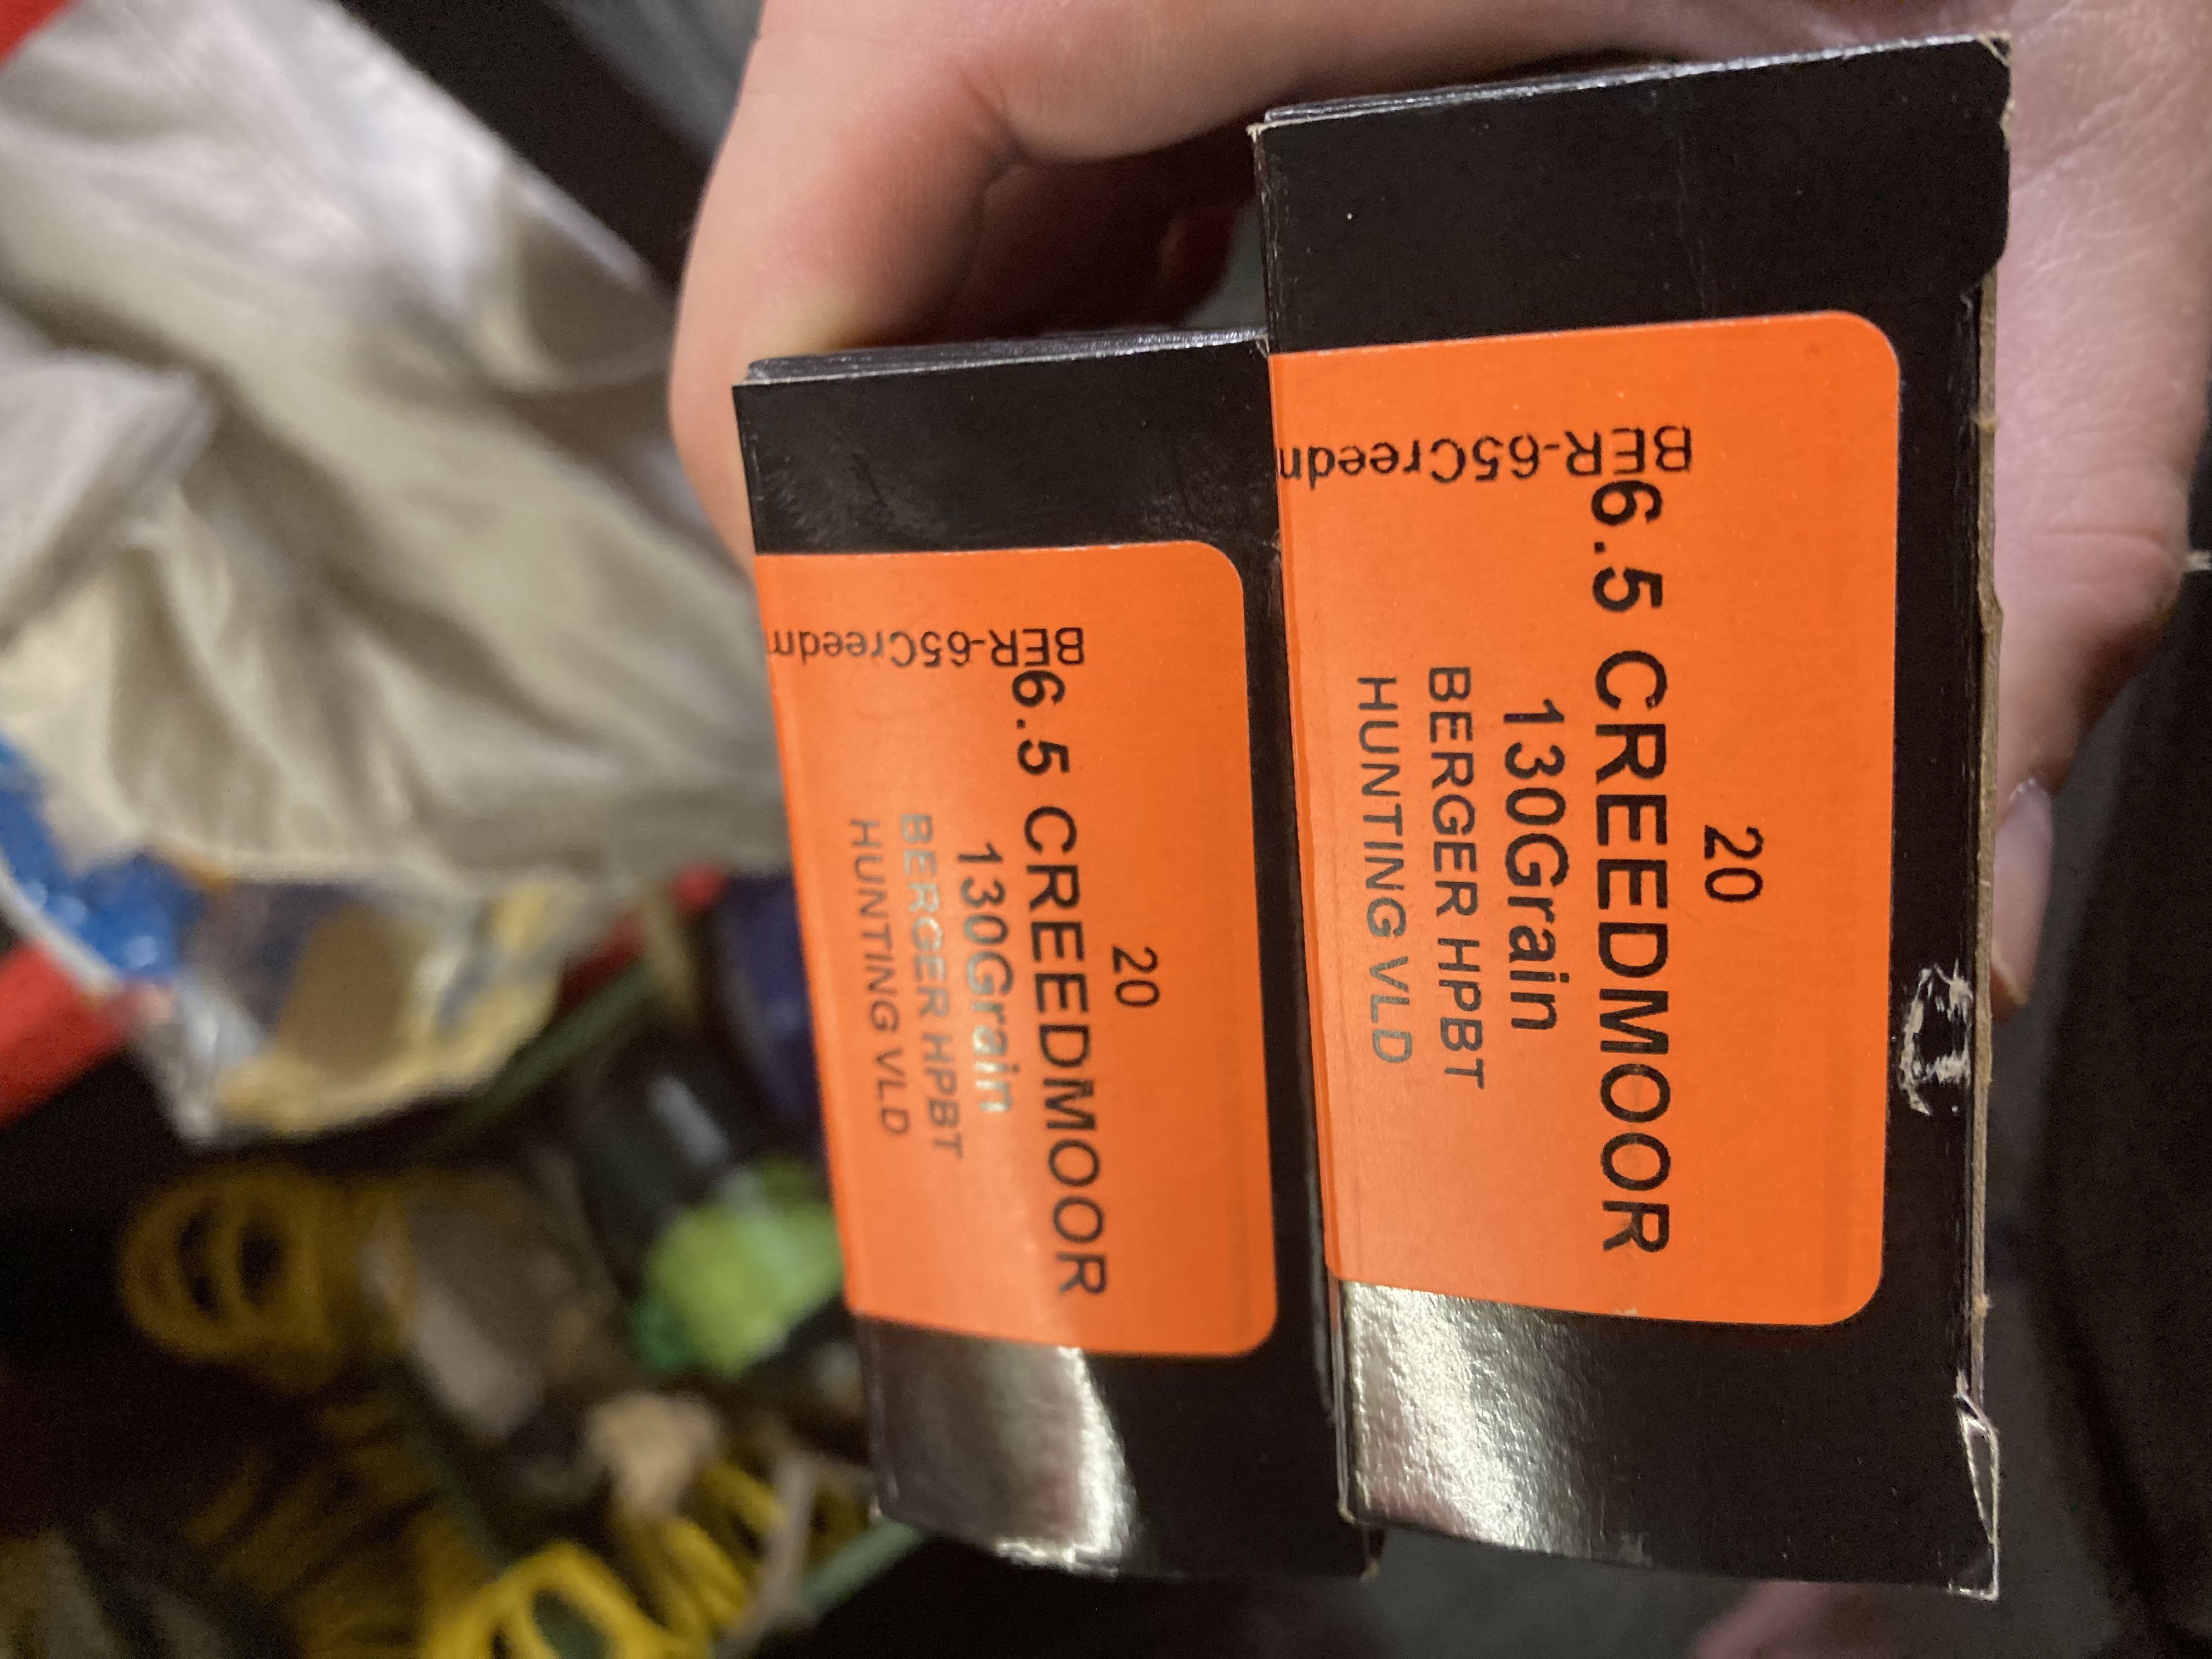 20
6.5 CREEDMOOR
130Grain
BERGER HPBT
HUNTING VLD
BER-65Creedm
20
6.5 CREEDMOOR
130Grain
BERGER HPBT
HUNTING VLD
BER-65Creedm